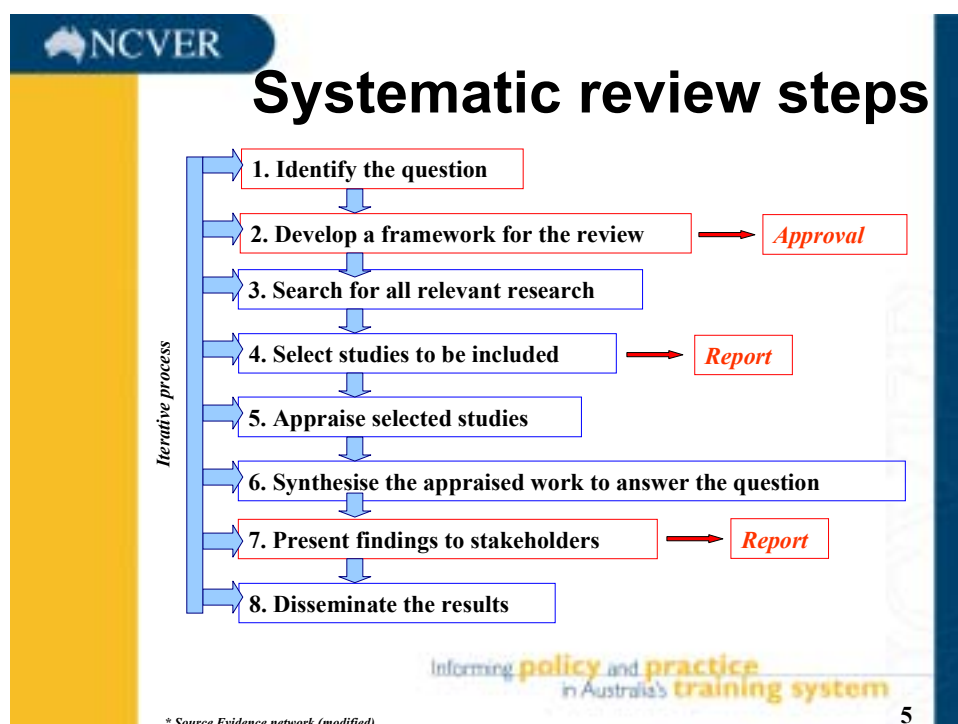 NCVER
Systematic review steps
1. Identify the question
2. Develop a framework for the review
Approval
3. Search for all relevant research
4. Select studies to be included
Report
5. Appraise selected studies
6. Synthesise the appraised work to answer the question
7. Present findings to stakeholders
Report
8. Disseminate the results
Iterative process
Informing policy and practice
in Australia's training system
* Source Evidence network (modified)
5